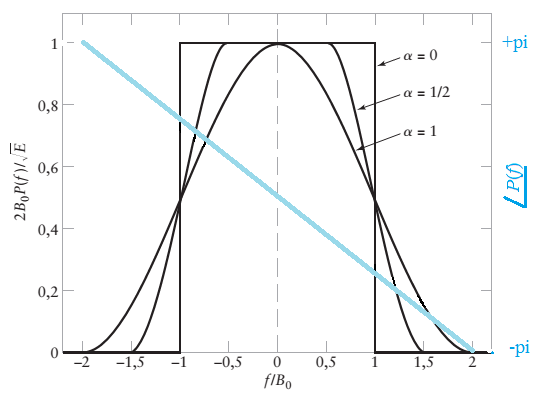 1
0,8
0,6
0,4
0,2
0
2B₀P(f)/√E
α = 0
α = 1/2
α = 1
+pi
∠P(f)
-pi
−2 −1,5 −1 −0,5 0 0,5 1 1,5 2
f/B₀